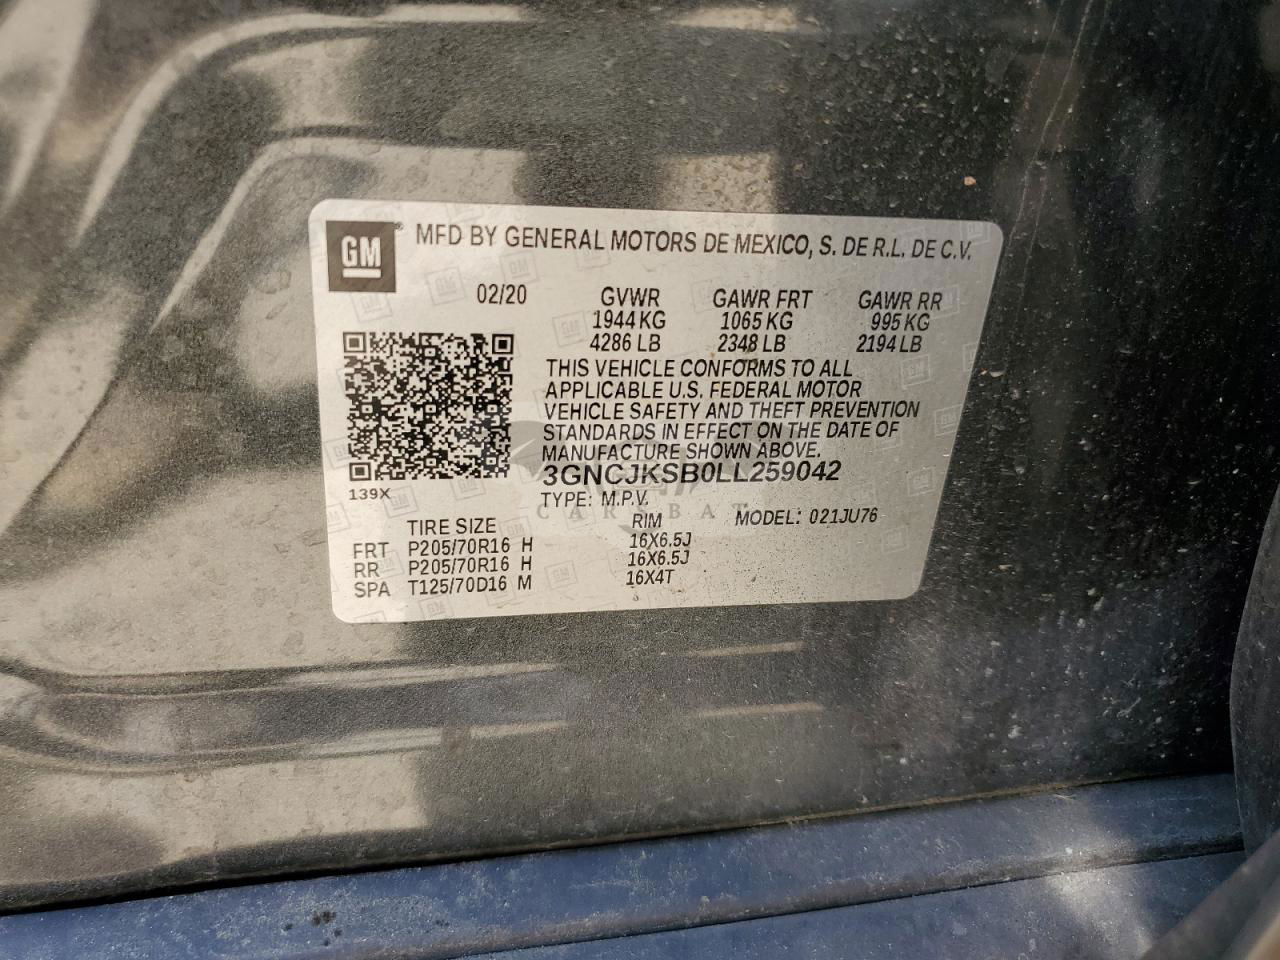 GM® MFD BY GENERAL MOTORS DE MEXICO, S. DE R.L. DE C.V.
02/20 GVWR GAWR FRT GAWR RR
1944 KG 1065 KG 995 KG
4286 LB 2348 LB 2194 LB
THIS VEHICLE CONFORMS TO ALL
APPLICABLE U.S. FEDERAL MOTOR
VEHICLE SAFETY AND THEFT PREVENTION
STANDARDS IN EFFECT ON THE DATE OF
MANUFACTURE SHOWN ABOVE.
3GNCJKSB0LL259042
139X
TYPE: M.P.V.
CARSBAT
MODEL: 021JU76
TIRE SIZE RIM
FRT P205/70R16 H 16X6.5J
RR P205/70R16 H 16X6.5J
SPA T125/70D16 M 16X4T